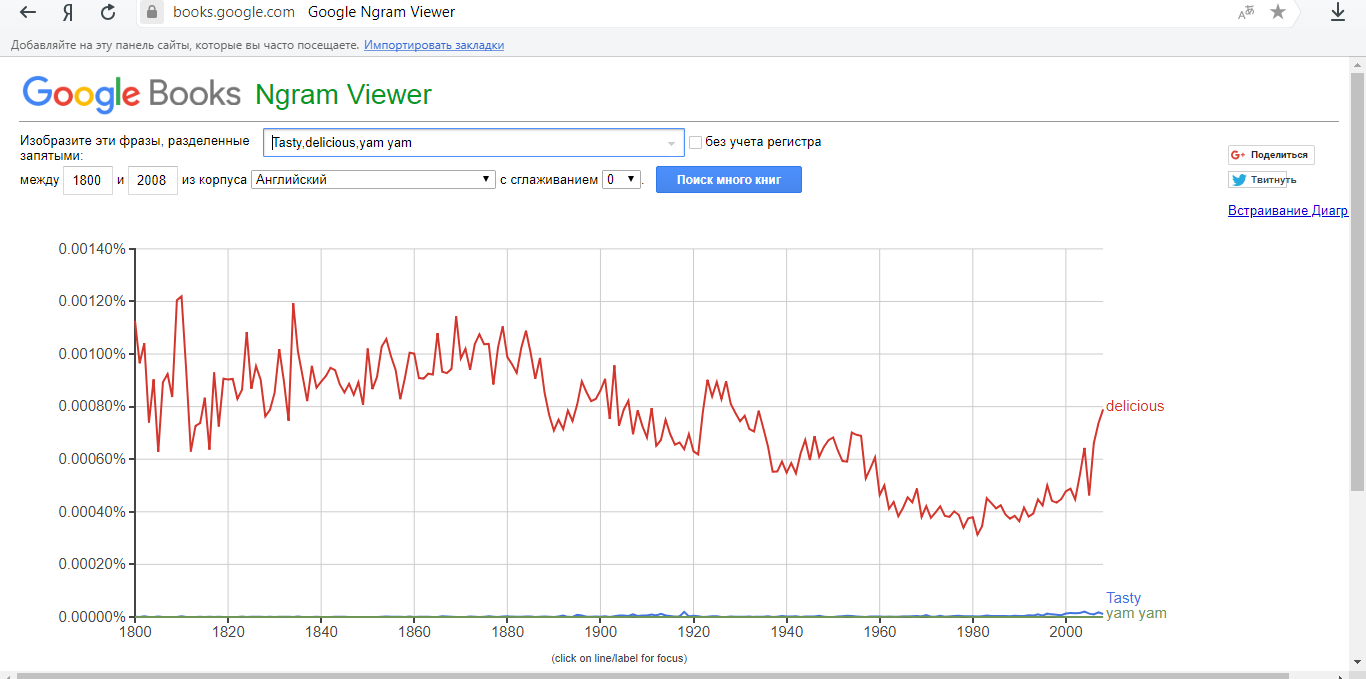 Я books.google.com Google Ngram Viewer
Добавляйте на эту панель сайты, которые вы часто посещаете. Импортировать закладки
Google Books Ngram Viewer
Изобразите эти фразы, разделенные запятыми:
Tasty,delicious,yam yam
без учета регистра
между 1800 и 2008 из корпуса Английский с сглаживанием 0 . Поиск много книг
G+ Поделиться
Твитнуть
Встраивание Диагр
0.00140%
0.00120%
0.00100%
0.00080%
0.00060%
0.00040%
0.00020%
0.00000%
delicious
Tasty
yam yam
1800 1820 1840 1860 1880 1900 1920 1940 1960 1980 2000
(click on line/label for focus)